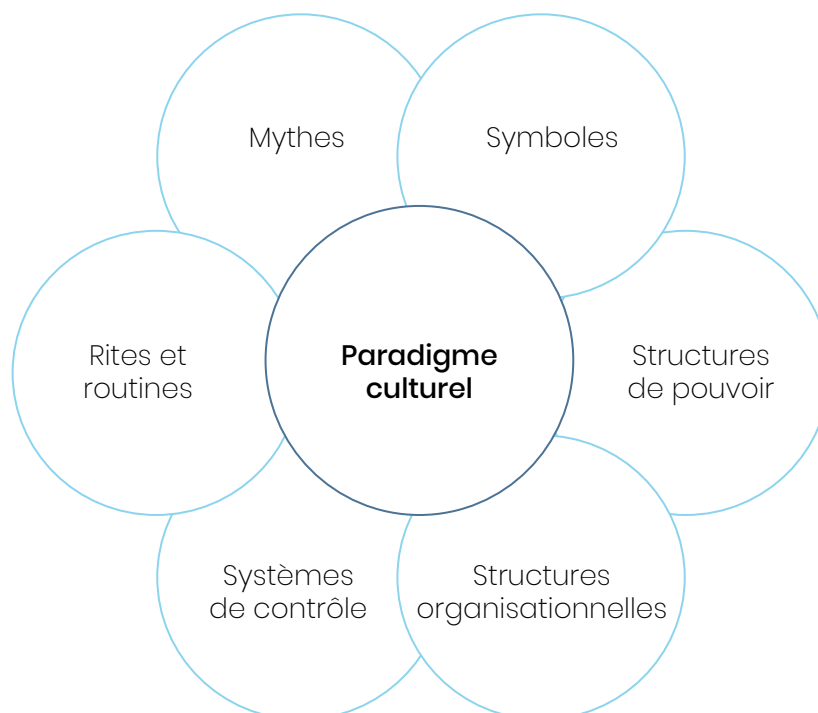 Mythes
Symboles
Rites et
routines
Paradigme
culturel
Structures
de pouvoir
Systèmes
de contrôle
Structures
organisationnelles